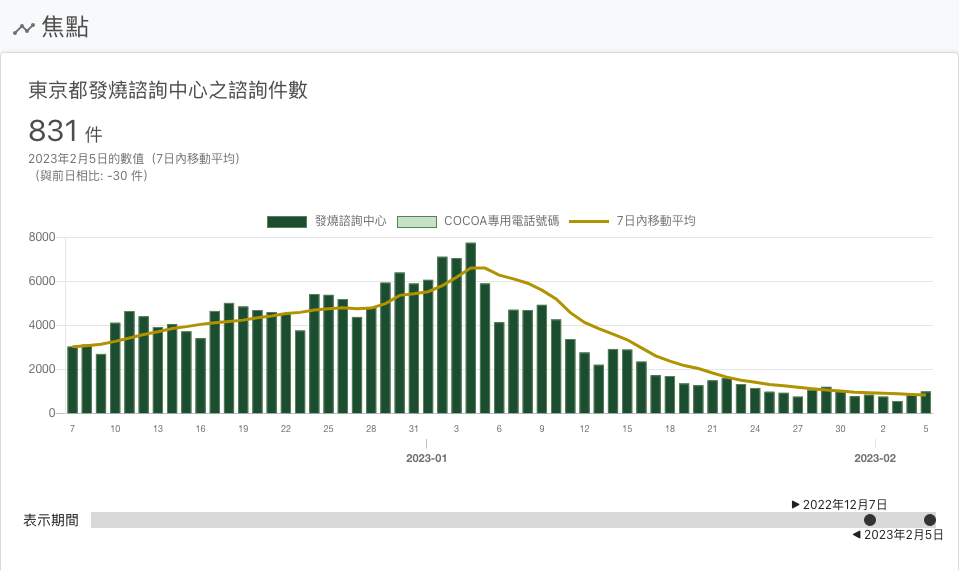 焦點
東京都發燒諮詢中心之諮詢件數
831 件
2023年2月5日的數值（7日內移動平均）
（與前日相比: -30 件）
發燒諮詢中心 COCOA專用電話號碼 7日內移動平均
8000
6000
4000
2000
0
7 10 13 16 19 22 25 28 31 3 6 9 12 15 18 21 24 27 30 2 5
2023-01 2023-02
▶ 2022年12月7日
表示期間
◀ 2023年2月5日